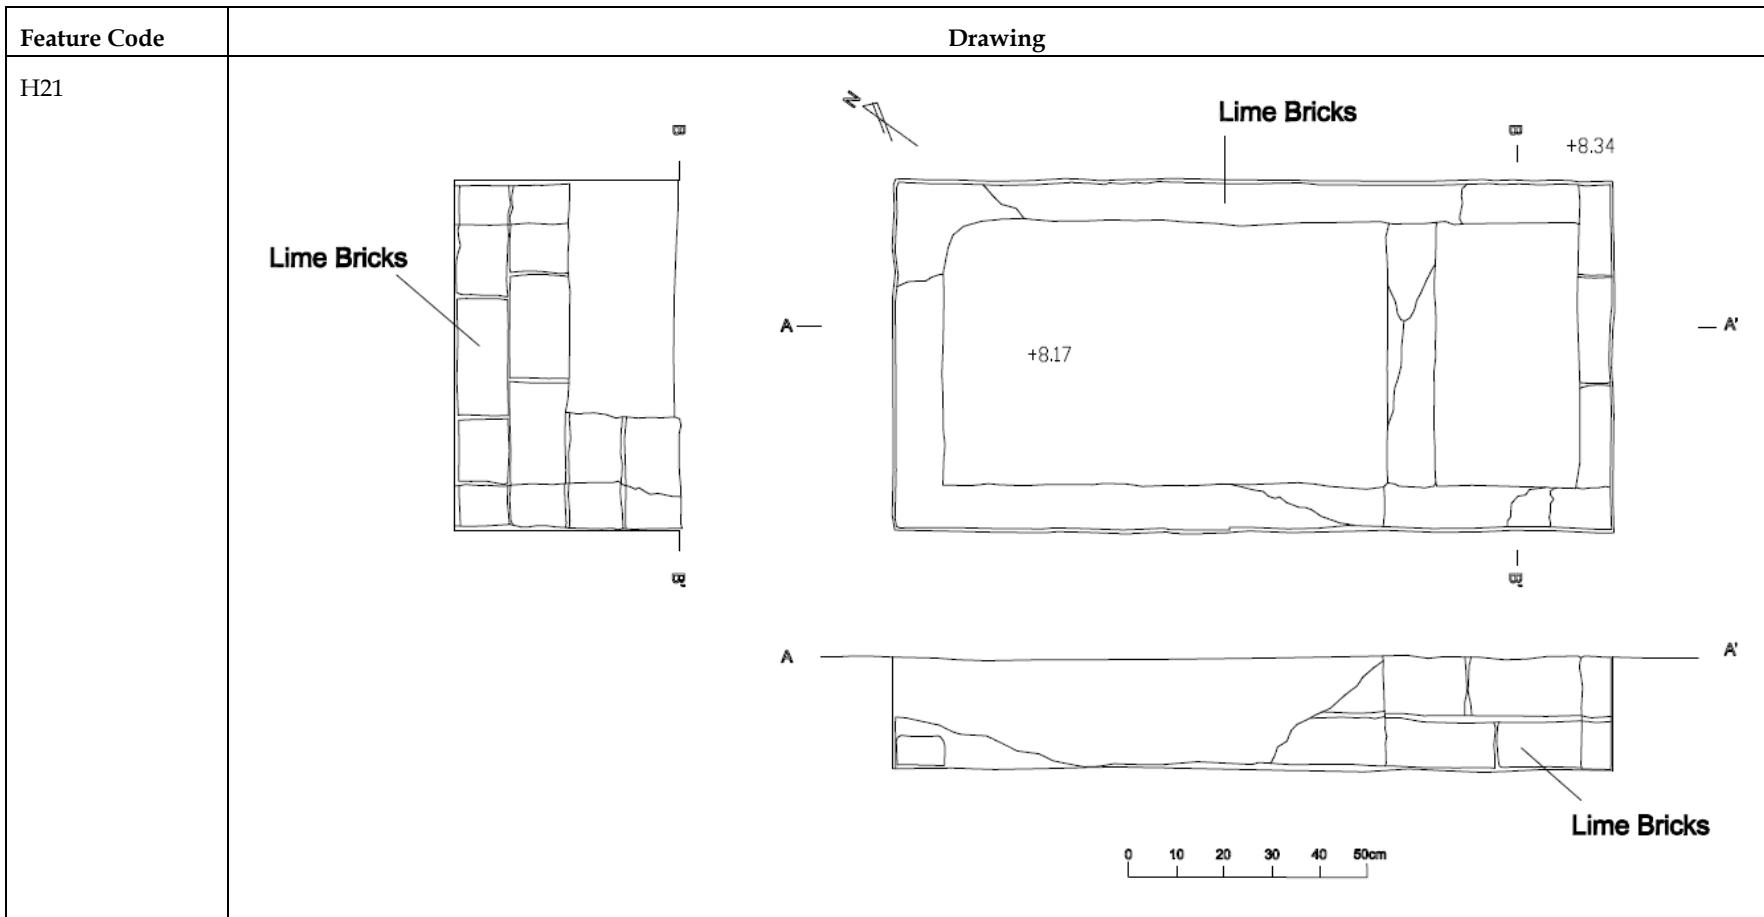 Feature Code Drawing
H21
N
Lime Bricks
B B
+8.34
Lime Bricks
A A'
+8.17
B' B'
A A'
Lime Bricks
0 10 20 30 40 50cm